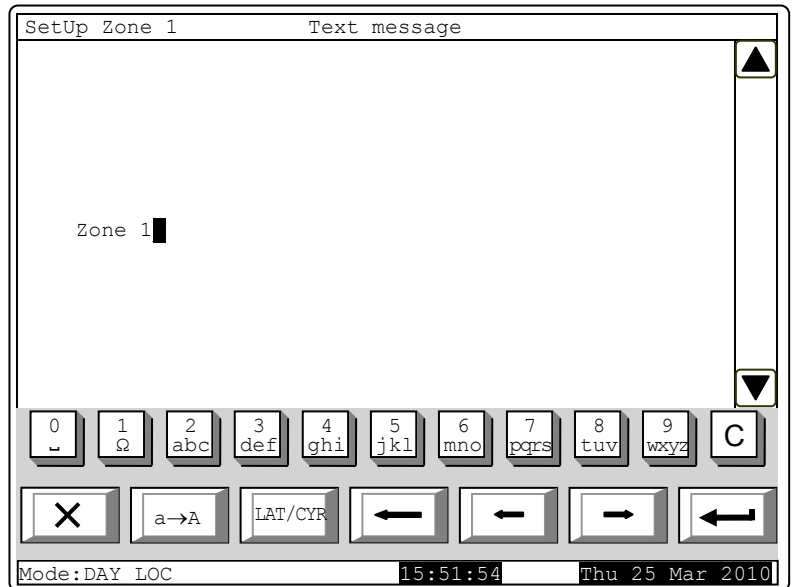 SetUp Zone 1 Text message
Zone 1
0 1 2 3 4 5 6 7 8 9 C
␣ Ω abc def ghi jkl mno pqrs tuv wxyz
a→A LAT/CYR
Mode:DAY LOC 15:51:54 Thu 25 Mar 2010